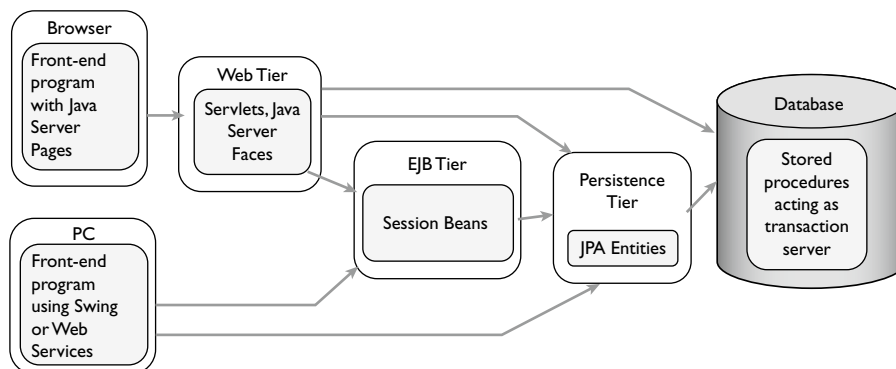 Browser
Front-end
program
with Java
Server
Pages
Web Tier
Servlets, Java
Server
Faces
EJB Tier
Session Beans
Persistence
Tier
JPA Entities
Database
Stored
procedures
acting as
transaction
server
PC
Front-end
program
using Swing
or Web
Services